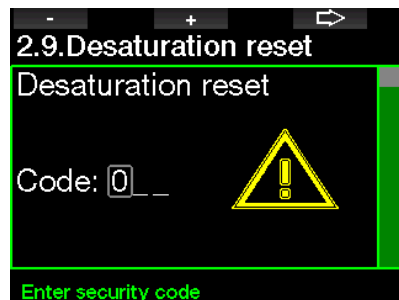 - + ⇨
2.9.Desaturation reset
Desaturation reset
Code: 0_ _
!
Enter security code